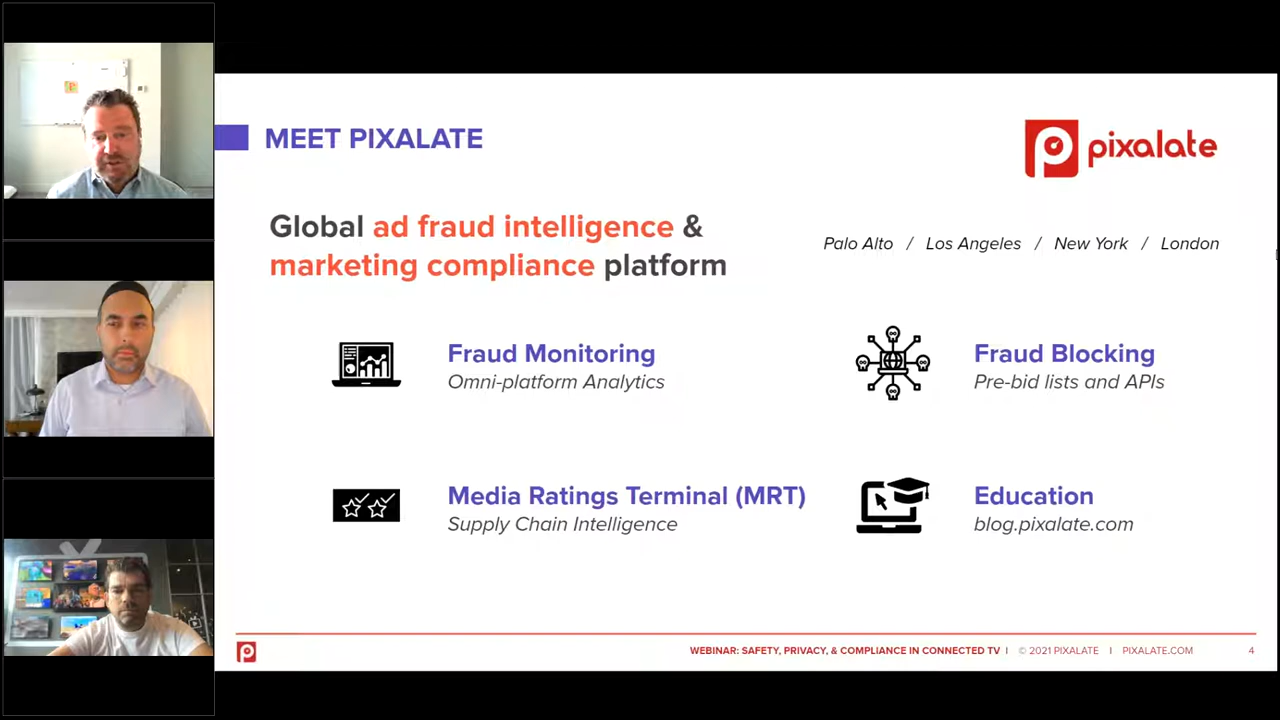 MEET PIXALATE
pixalate
Global ad fraud intelligence &
marketing compliance platform
Palo Alto / Los Angeles / New York / London
Fraud Monitoring
Omni-platform Analytics
Fraud Blocking
Pre-bid lists and APIs
Media Ratings Terminal (MRT)
Supply Chain Intelligence
Education
blog.pixalate.com
WEBINAR: SAFETY, PRIVACY, & COMPLIANCE IN CONNECTED TV I © 2021 PIXALATE I PIXALATE.COM 4